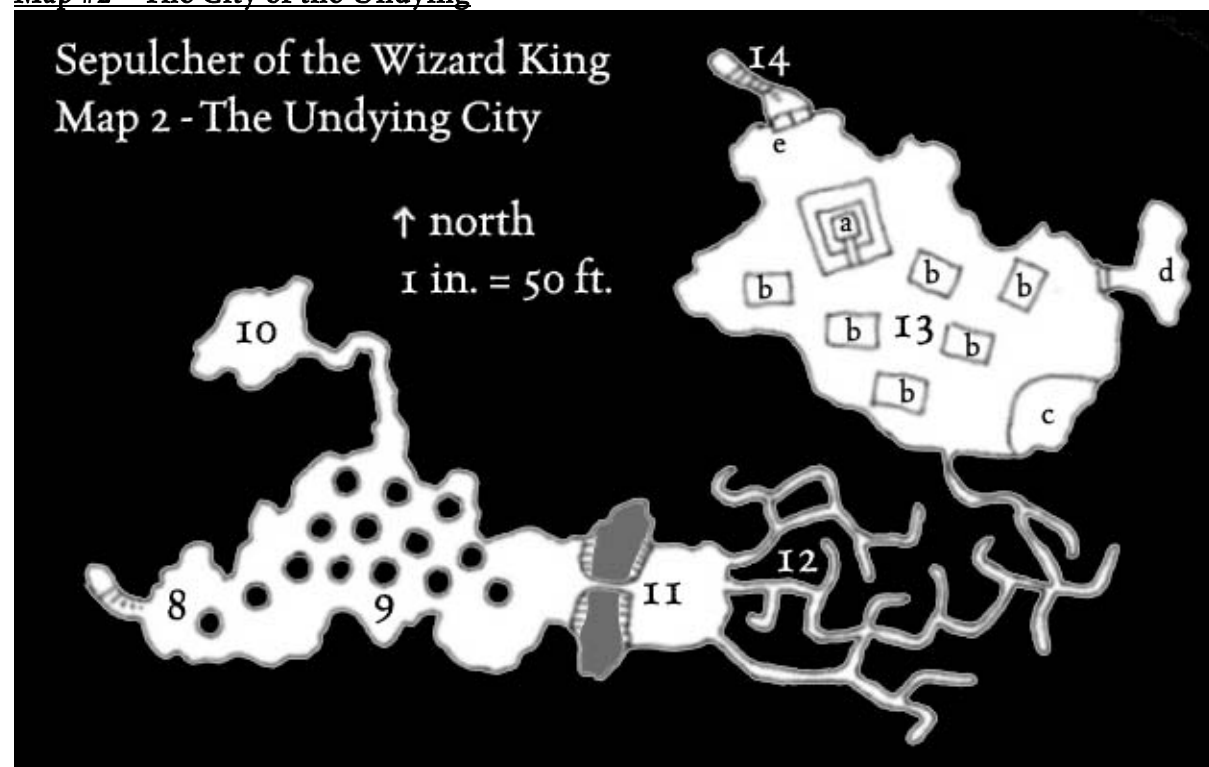 Map #2 – The City of the Undying
Sepulcher of the Wizard King
Map 2 - The Undying City
↑ north
1 in. = 50 ft.
14
e
a
d
b
b
b
b
13
b
b
c
10
12
11
8
9